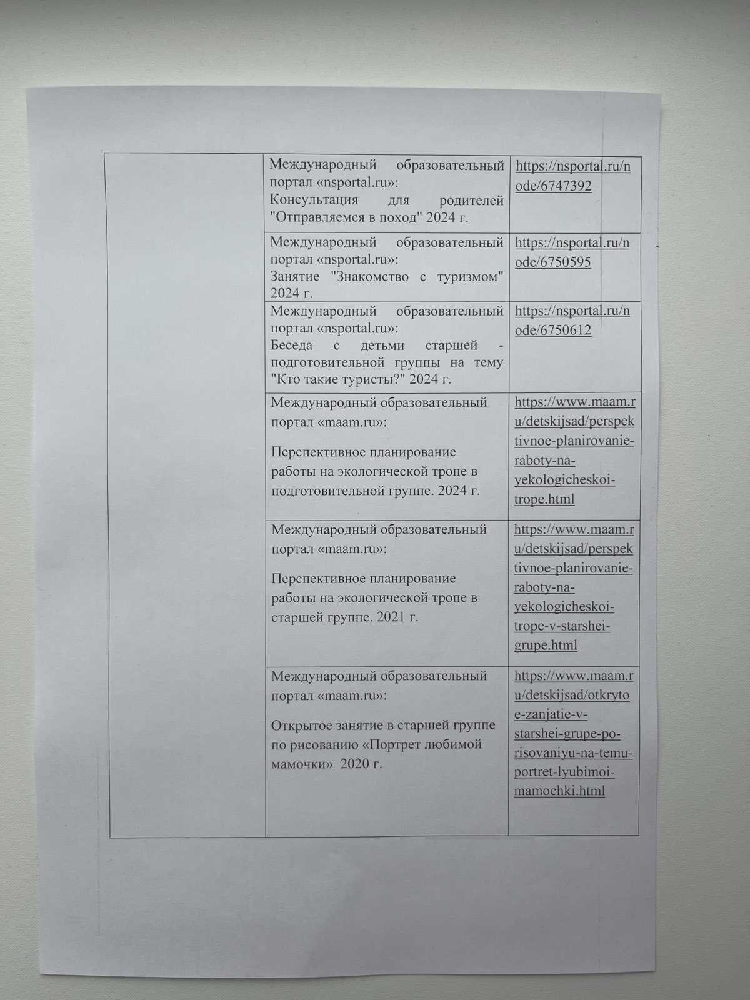 Международный образовательный
портал «nsportal.ru»:
Консультация для родителей
"Отправляемся в поход" 2024 г.
https://nsportal.ru/n
ode/6747392
Международный образовательный
портал «nsportal.ru»:
Занятие "Знакомство с туризмом"
2024 г.
https://nsportal.ru/n
ode/6750595
Международный образовательный
портал «nsportal.ru»:
Беседа с детьми старшей -
подготовительной группы на тему
"Кто такие туристы?" 2024 г.
https://nsportal.ru/n
ode/6750612
Международный образовательный
портал «maam.ru»:
Перспективное планирование
работы на экологической тропе в
подготовительной группе. 2024 г.
https://www.maam.r
u/detskijsad/perspek
tivnoe-planirovanie-
raboty-na-
yekologicheskoi-
trope.html
Международный образовательный
портал «maam.ru»:
Перспективное планирование
работы на экологической тропе в
старшей группе. 2021 г.
https://www.maam.r
u/detskijsad/perspek
tivnoe-planirovanie-
raboty-na-
yekologicheskoi-
trope-v-starshei-
grupe.html
Международный образовательный
портал «maam.ru»:
Открытое занятие в старшей группе
по рисованию «Портрет любимой
мамочки» 2020 г.
https://www.maam.r
u/detskijsad/otkryto
e-zanjatie-v-
starshei-grupe-po-
risovaniyu-na-temu-
portret-lyubimoi-
mamochki.html